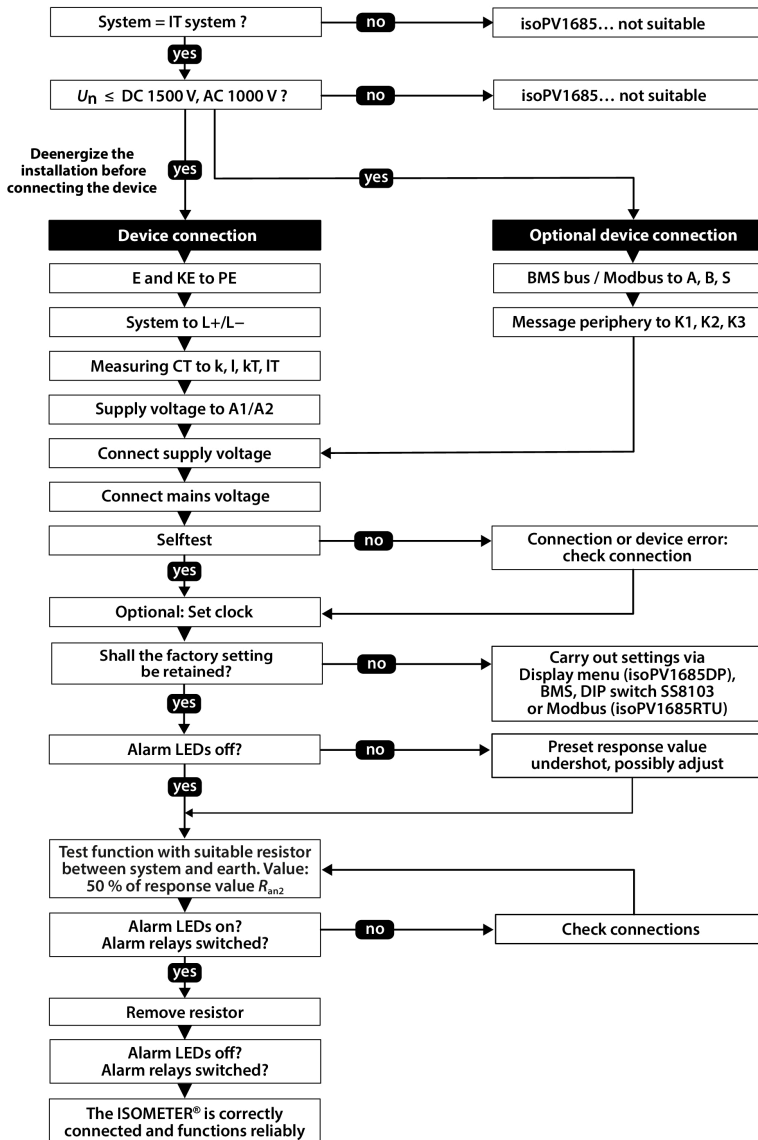 System = IT system ?
no
isoPV1685… not suitable
yes
Un ≤ DC 1500 V, AC 1000 V ?
no
isoPV1685… not suitable
Deenergize the
installation before
connecting the device
yes
yes
Device connection
Optional device connection
E and KE to PE
BMS bus / Modbus to A, B, S
System to L+/L−
Message periphery to K1, K2, K3
Measuring CT to k, l, kT, lT
Supply voltage to A1/A2
Connect supply voltage
Connect mains voltage
Selftest
no
Connection or device error:
check connection
yes
Optional: Set clock
Shall the factory setting
be retained?
no
Carry out settings via
Display menu (isoPV1685DP),
BMS, DIP switch SS8103
or Modbus (isoPV1685RTU)
yes
Alarm LEDs off?
no
Preset response value
undershot, possibly adjust
yes
Test function with suitable resistor
between system and earth. Value:
50 % of response value Ran2
Alarm LEDs on?
Alarm relays switched?
no
Check connections
yes
Remove resistor
Alarm LEDs off?
Alarm relays switched?
The ISOMETER® is correctly
connected and functions reliably